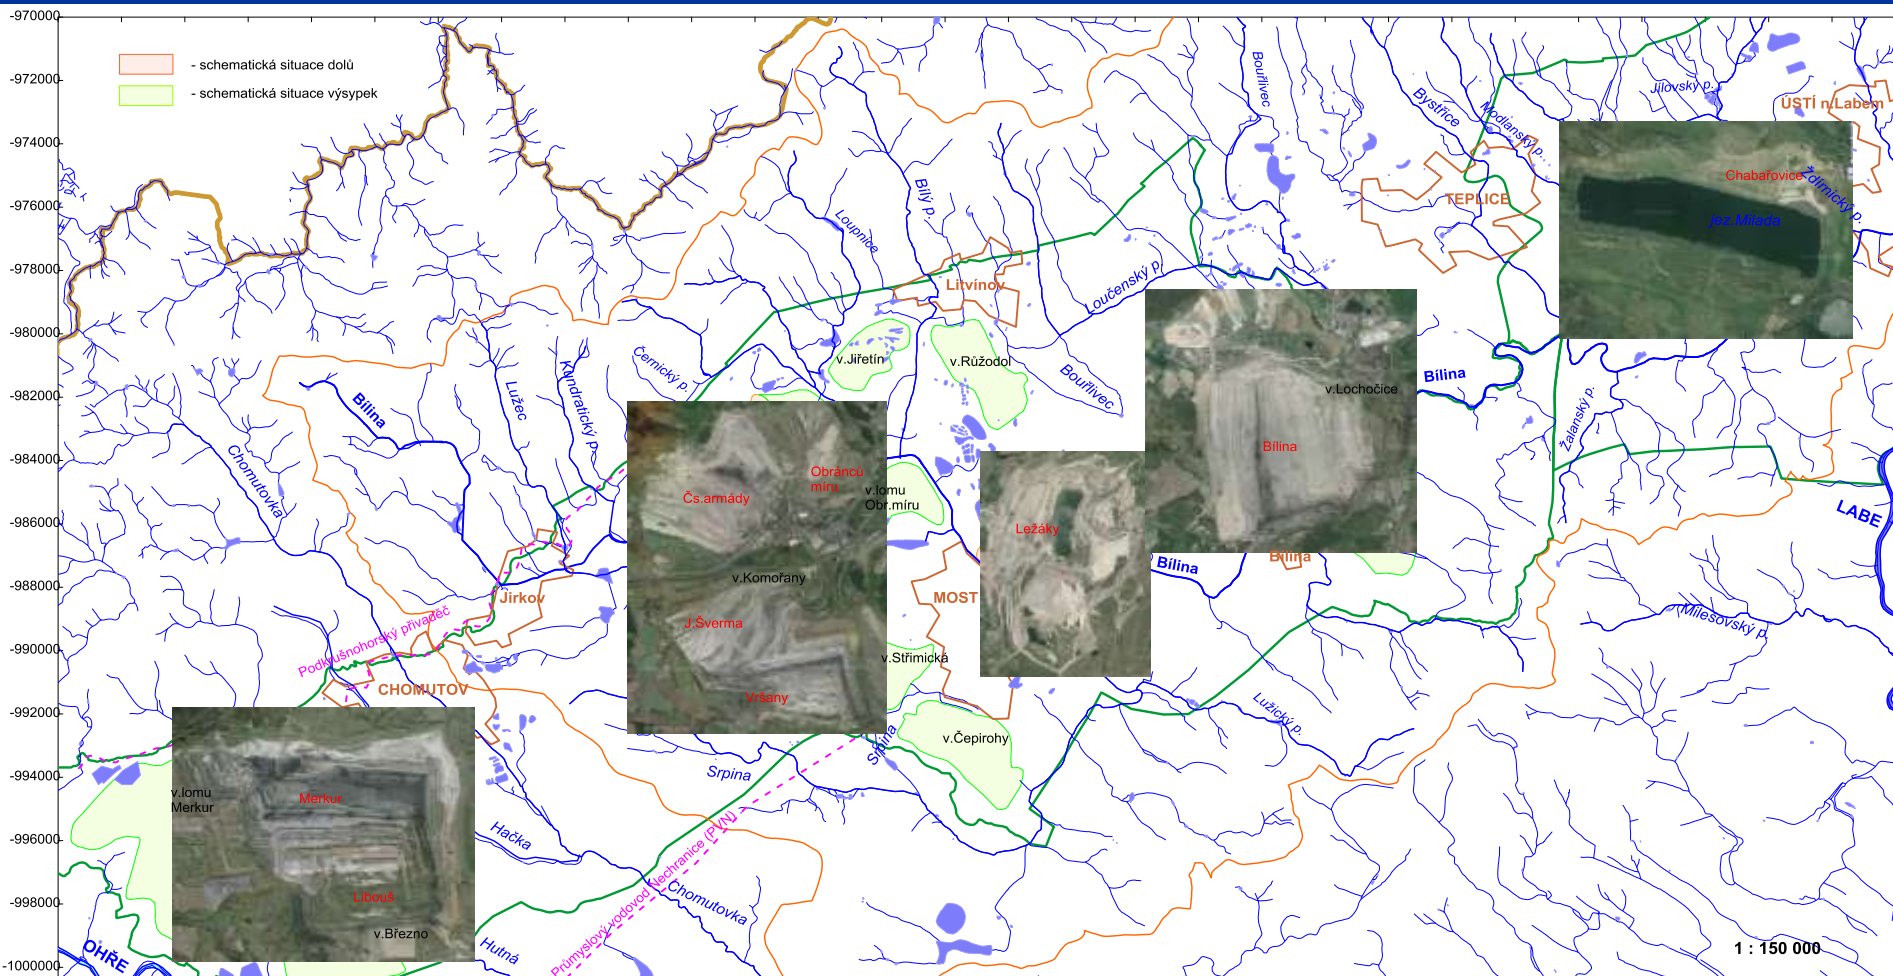 -970000
-972000
-974000
-976000
-978000
-980000
-982000
-984000
-986000
-988000
-990000
-992000
-994000
-996000
-998000
-1000000
- schematická situace dolů
- schematická situace výsypek
Bouřlivec
Bystřice
Modlanský p.
Jílovský p.
ÚSTÍ n.Labem
TEPLICE
Chabařovice
Ždírnický p.
jez.Milada
Bílý p.
Loupnice
Litvínov
Loučenský p.
v.Jiřetín
v.Růžodol
Bouřlivec
Černický p.
Kundratický p.
Lužec
Bílina
Chomutovka
v.Lochočice
Bílina
Bílina
Žalanský p.
LABE
Čs.armády
Obránců
míru
v.lomu
Obr.míru
Ležáky
v.Komořany
J.Šverma
Vršany
MOST
Bílina
Bílina
Milešovský p.
Jirkov
Podkrušnohorský přivaděč
CHOMUTOV
v.Střimická
v.Čepirohy
Lužický p.
Srpina
Srpina
v.lomu
Merkur
Merkur
Libouš
v.Březno
Hačka
Chomutovka
Hutná
Průmyslový vodovod Nechranice (PVN)
OHŘE
1 : 150 000